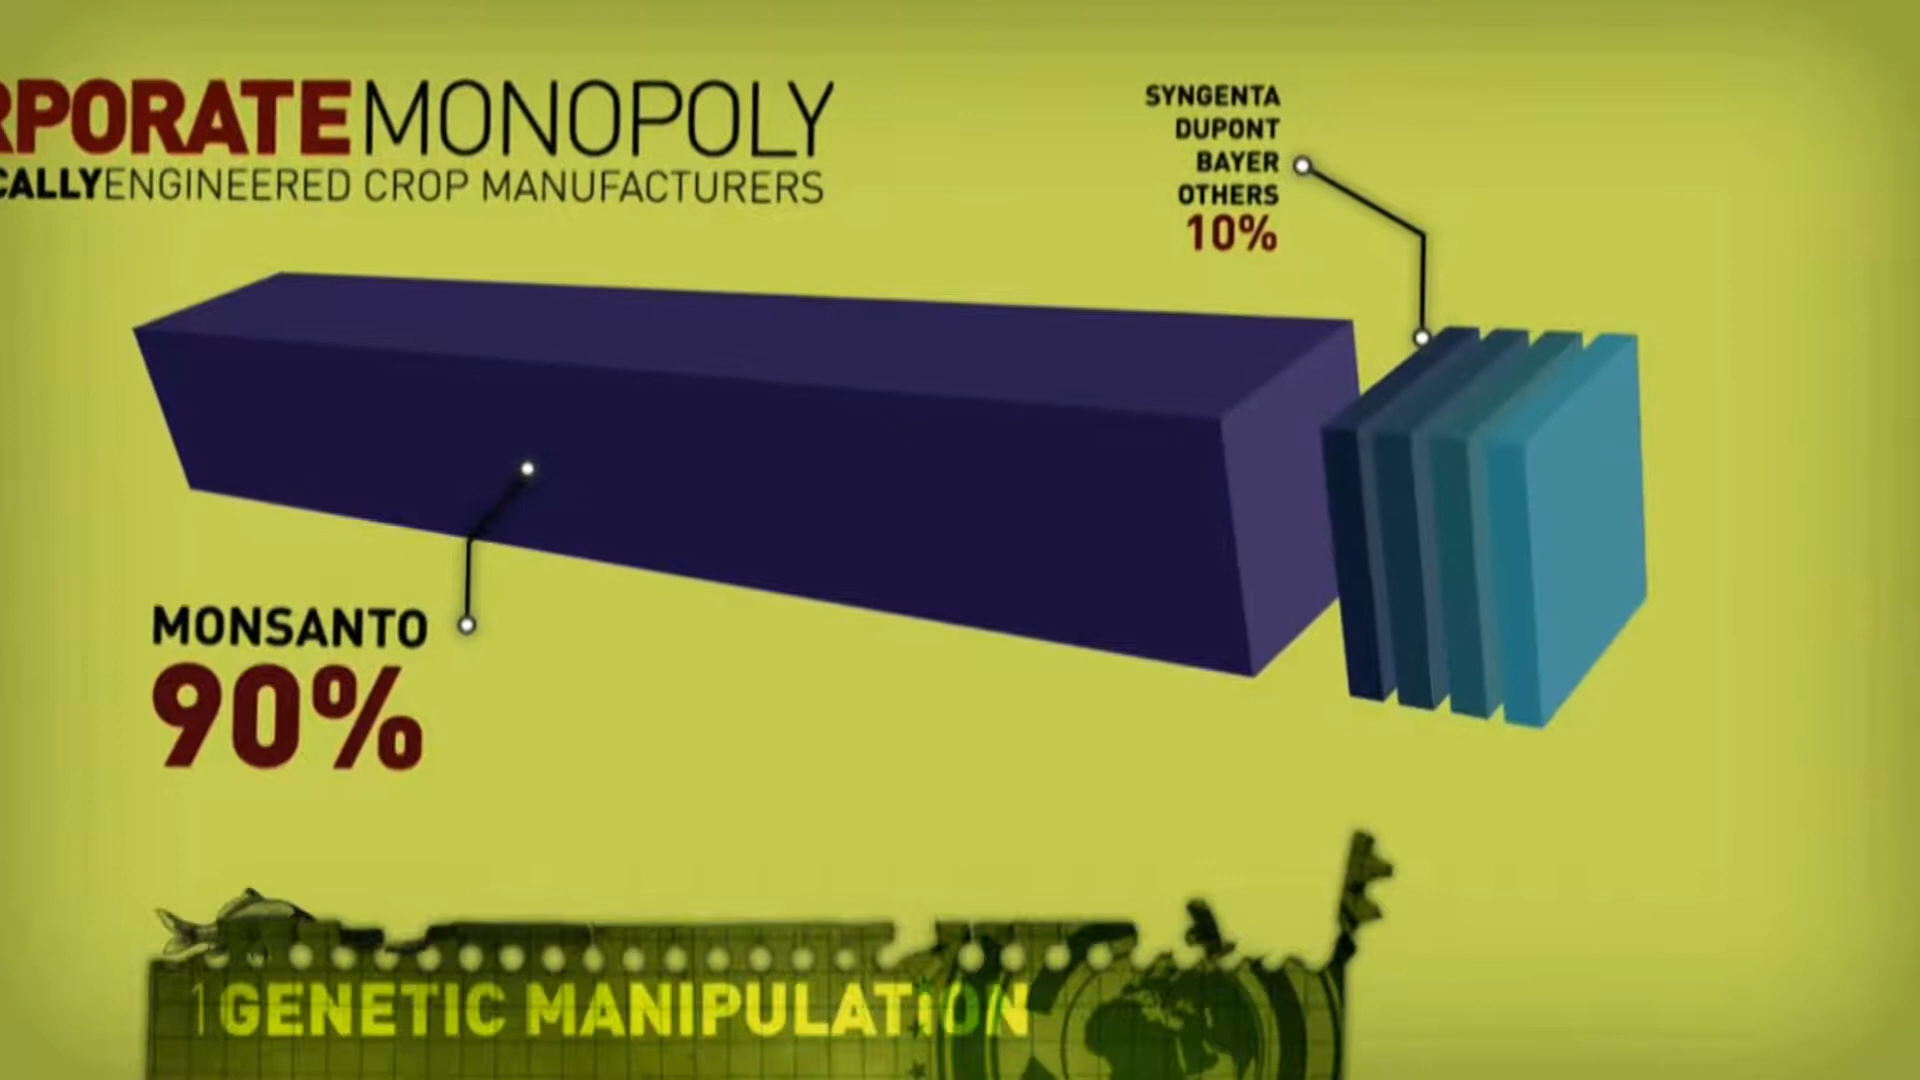 RPORATE MONOPOLY
CALLY ENGINEERED CROP MANUFACTURERS
SYNGENTA
DUPONT
BAYER
OTHERS
10%
MONSANTO
90%
1 GENETIC MANIPULATION